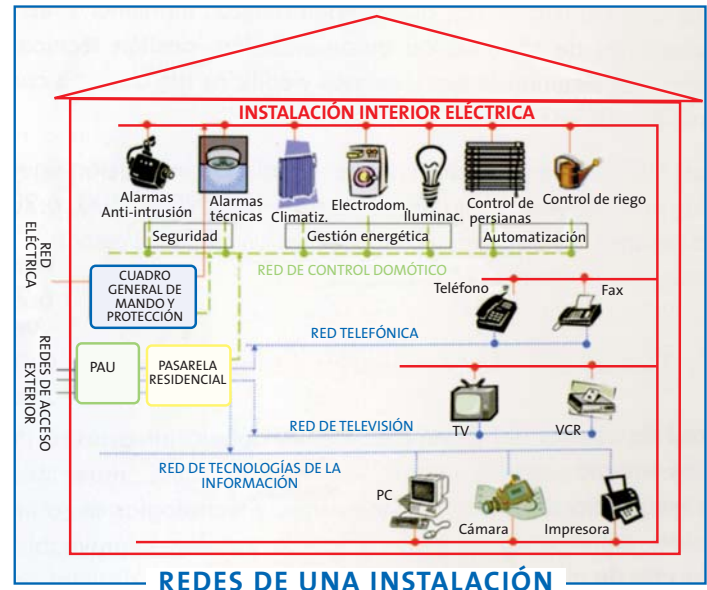 INSTALACIÓN INTERIOR ELÉCTRICA
Alarmas
Anti-intrusión
Alarmas
técnicas
Climatiz.
Electrodom.
Iluminac.
Control de
persianas
Control de riego
Seguridad
Gestión energética
Automatización
RED
ELÉCTRICA
RED DE CONTROL DOMÓTICO
CUADRO
GENERAL DE
MANDO Y
PROTECCIÓN
Teléfono
Fax
REDES DE ACCESO
EXTERIOR
PAU
PASARELA
RESIDENCIAL
RED TELEFÓNICA
TV
VCR
RED DE TELEVISIÓN
RED DE TECNOLOGÍAS DE LA
INFORMACIÓN
PC
Cámara
Impresora
REDES DE UNA INSTALACIÓN